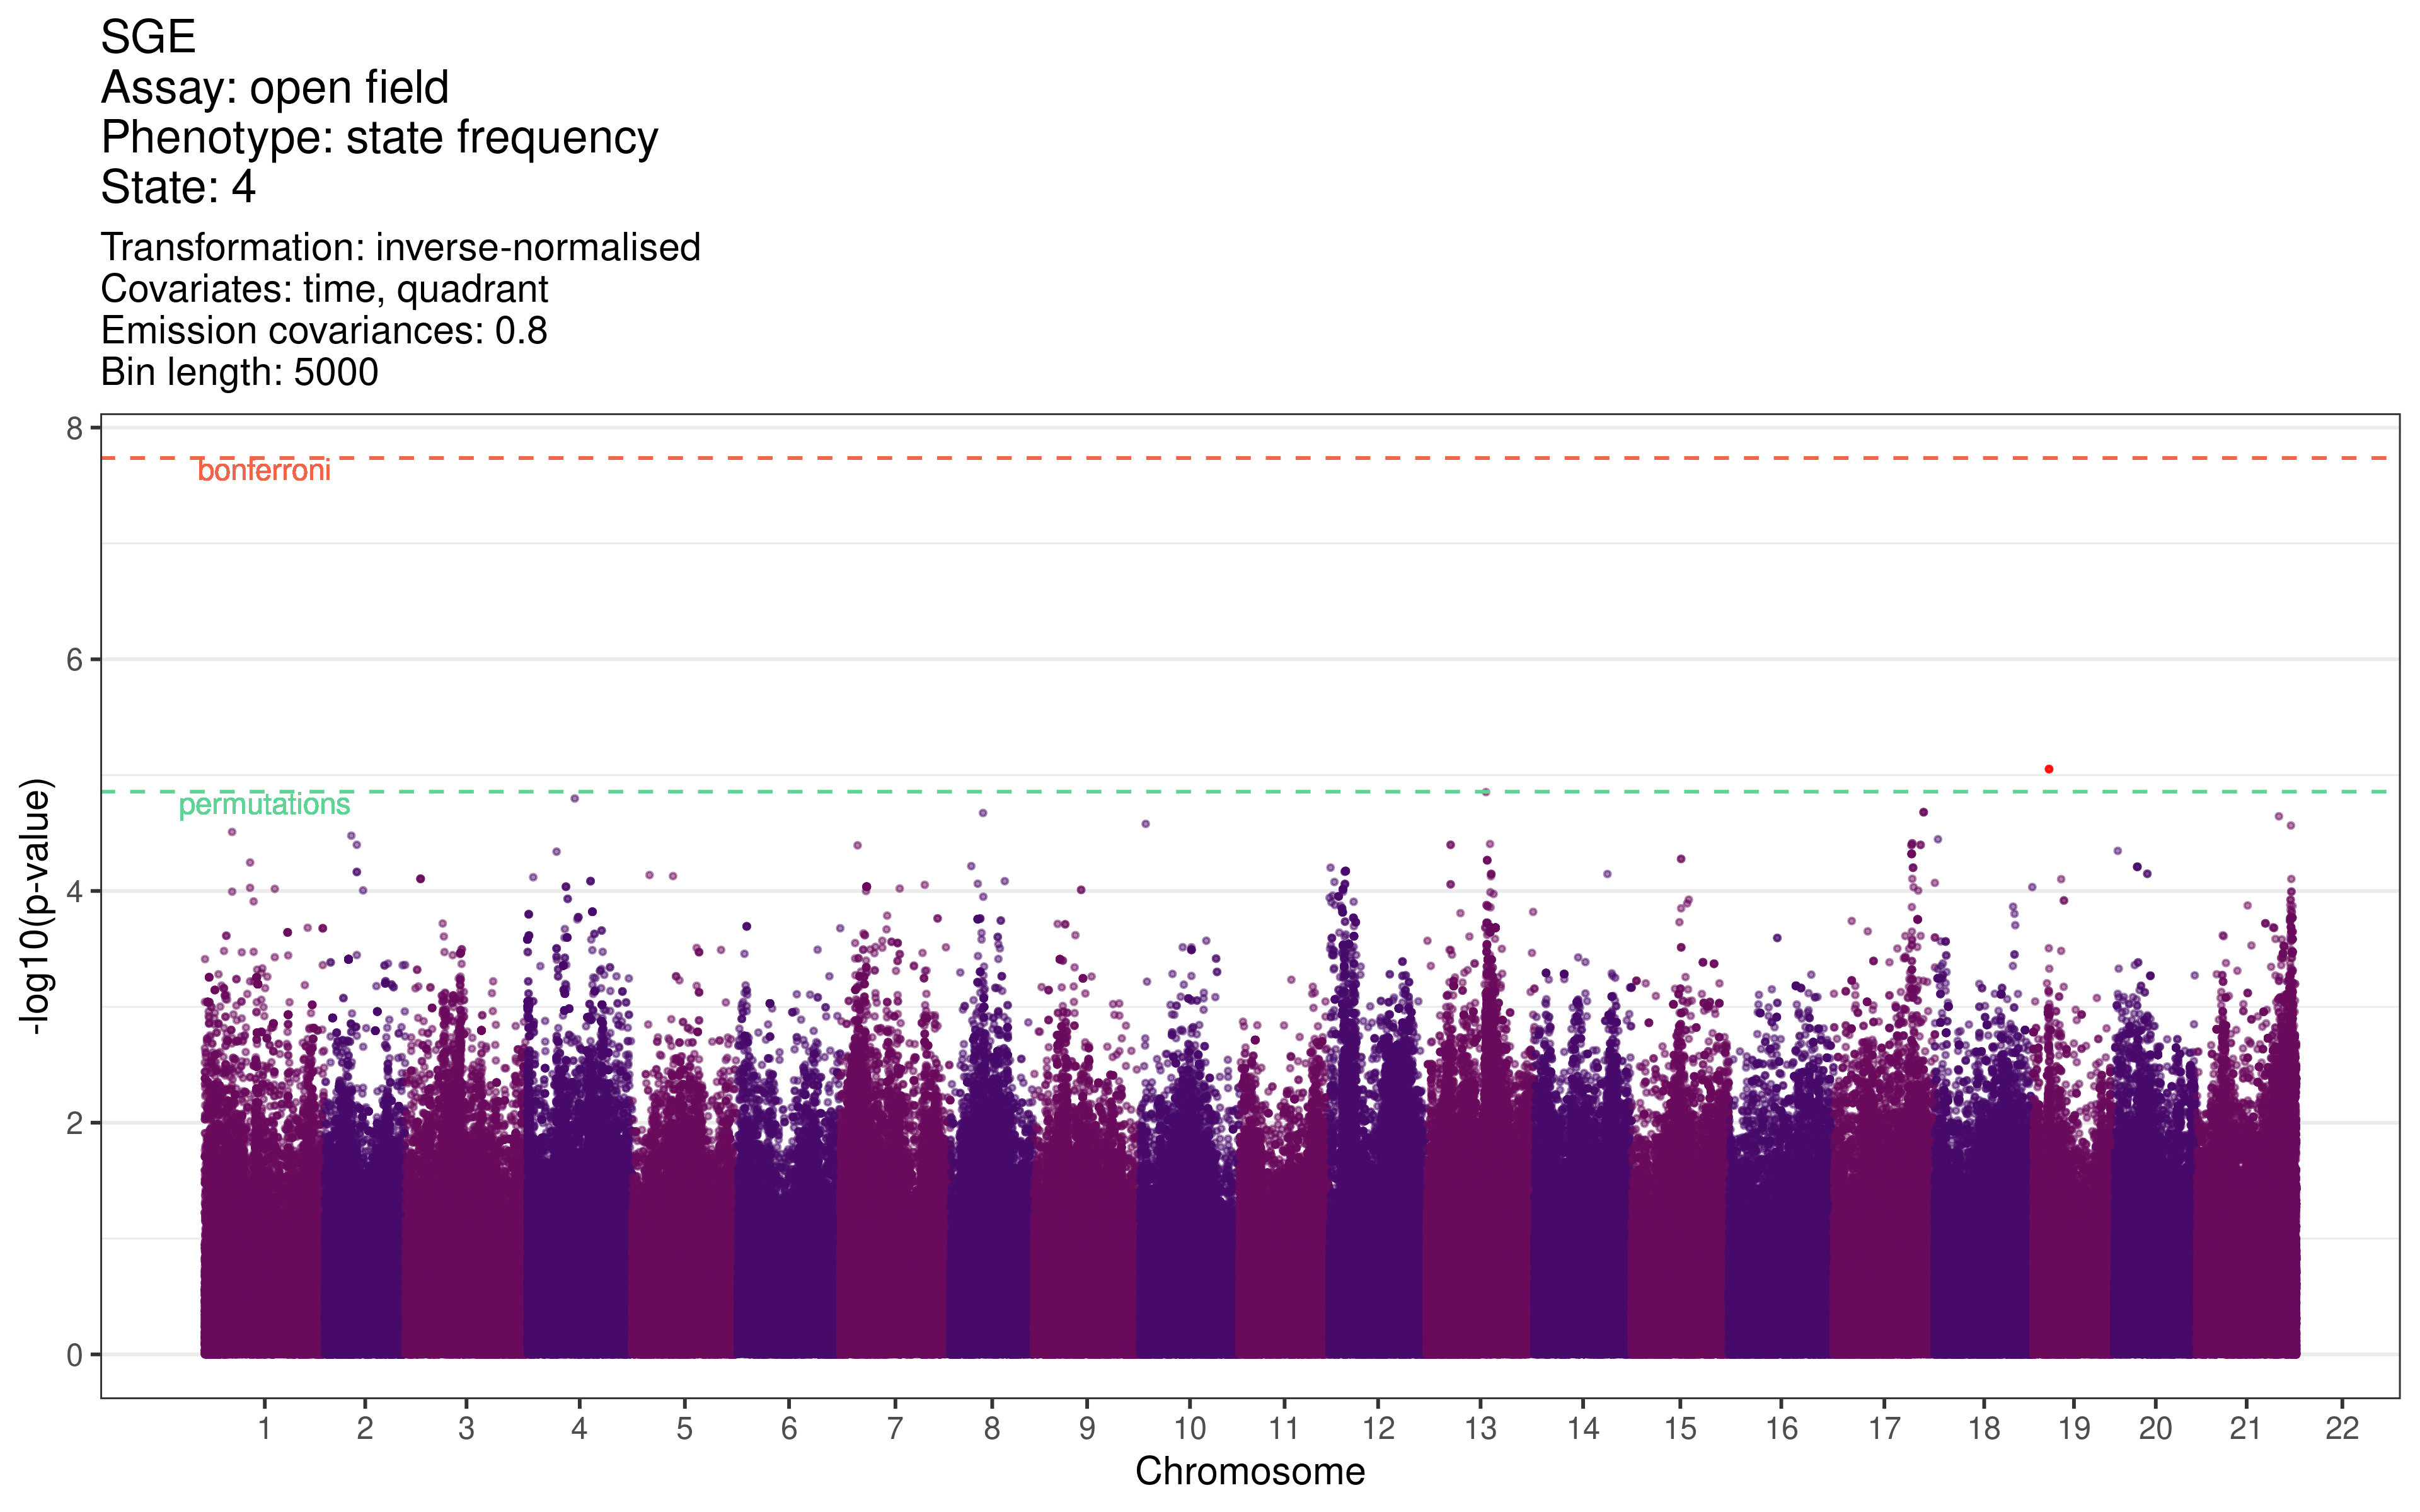 SGE
Assay: open field
Phenotype: state frequency
State: 4
Transformation: inverse-normalised
Covariates: time, quadrant
Emission covariances: 0.8
Bin length: 5000
8
bonferroni
6
permutations
4
2
0
-log10(p-value)
1 2 3 4 5 6 7 8 9 10 11 12 13 14 15 16 17 18 19 20 21 22
Chromosome